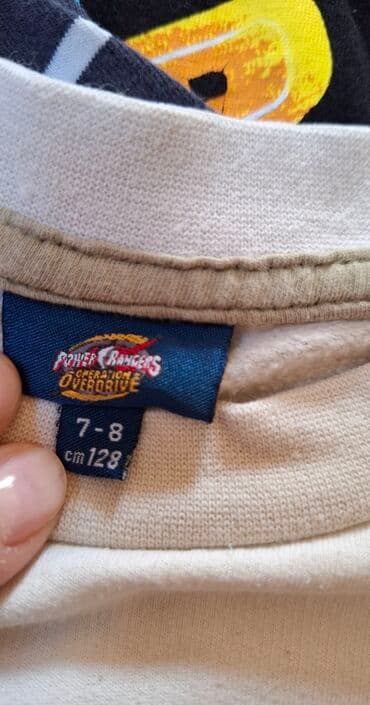 POWER RANGERS
OPERATION
OVERDRIVE
7-8
cm 128